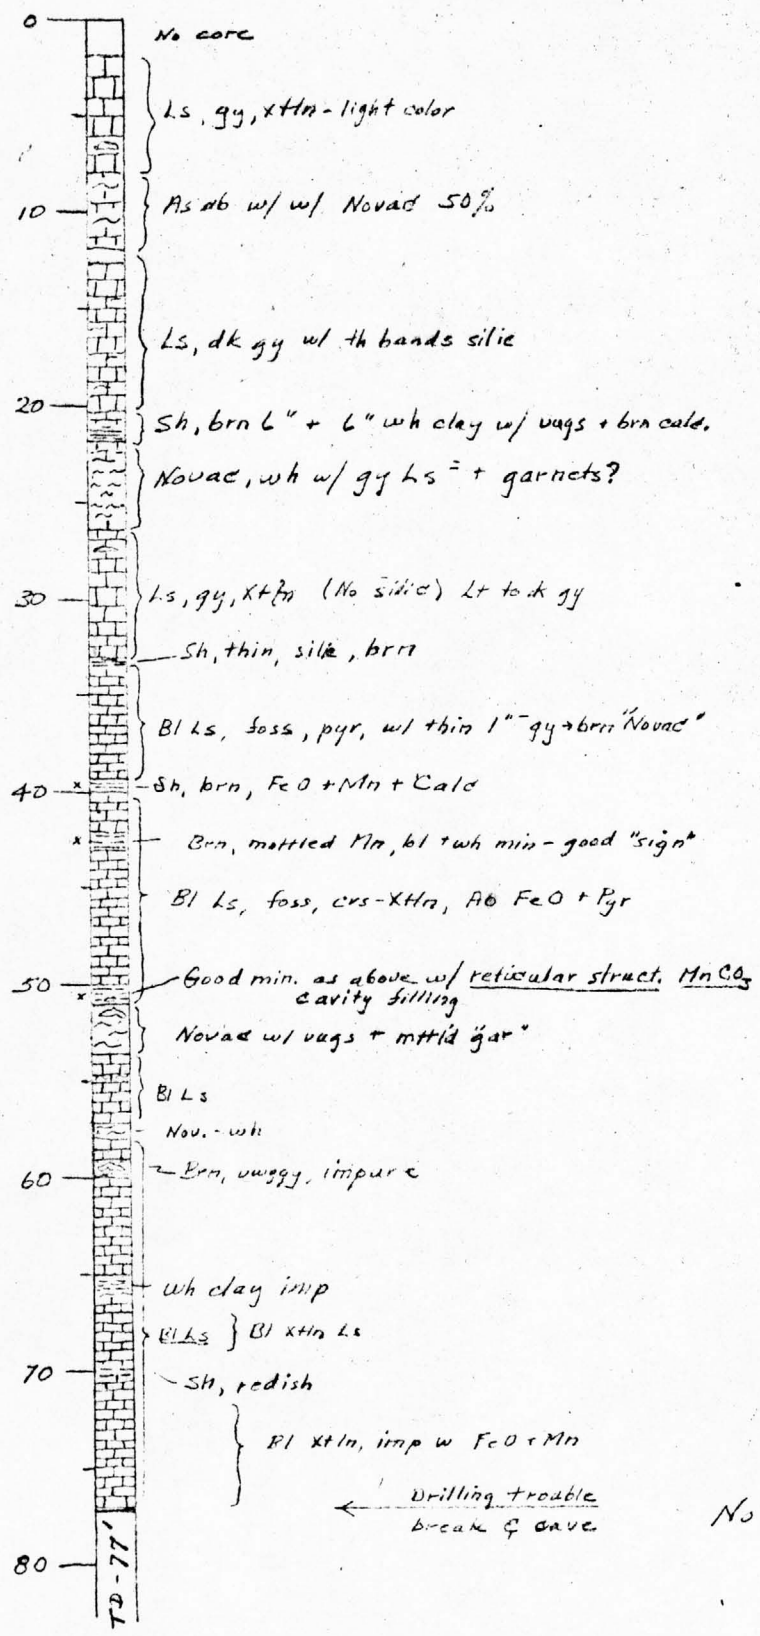 0
No core
Ls, gy, xtln - light color
10
As ab w/ w/ Novac 50%
Ls, dk gy w/ th bands silic
20
Sh, brn 6" + 6" wh clay w/ vugs + brn calc.
Novac, wh w/ gy Ls = + garnets?
30
Ls, gy, xtln (No silic) Lt to dk gy
Sh, thin, silic, brn
Bl Ls, foss, pyr, w/ thin 1"- gy→brn "Novac"
x
40
Sh, brn, FeO + Mn + Calc
x
Brn, mottled Mn, bl + wh min - good "sign"
Bl Ls, foss, crs-xtln, Ab FeO + Pyr
50
x
Good min. as above w/ reticular struct. MnCO3
cavity filling
Novac w/ vugs + mttl'd "gar"
Bl Ls
Nov. - wh
60
Brn, vuggy, impure
Wh clay imp
Bl Ls } Bl xtln Ls
70
Sh, redish
Bl xtln, imp w FeO + Mn
Drilling trouble
break & cave
No
80
TD-77'